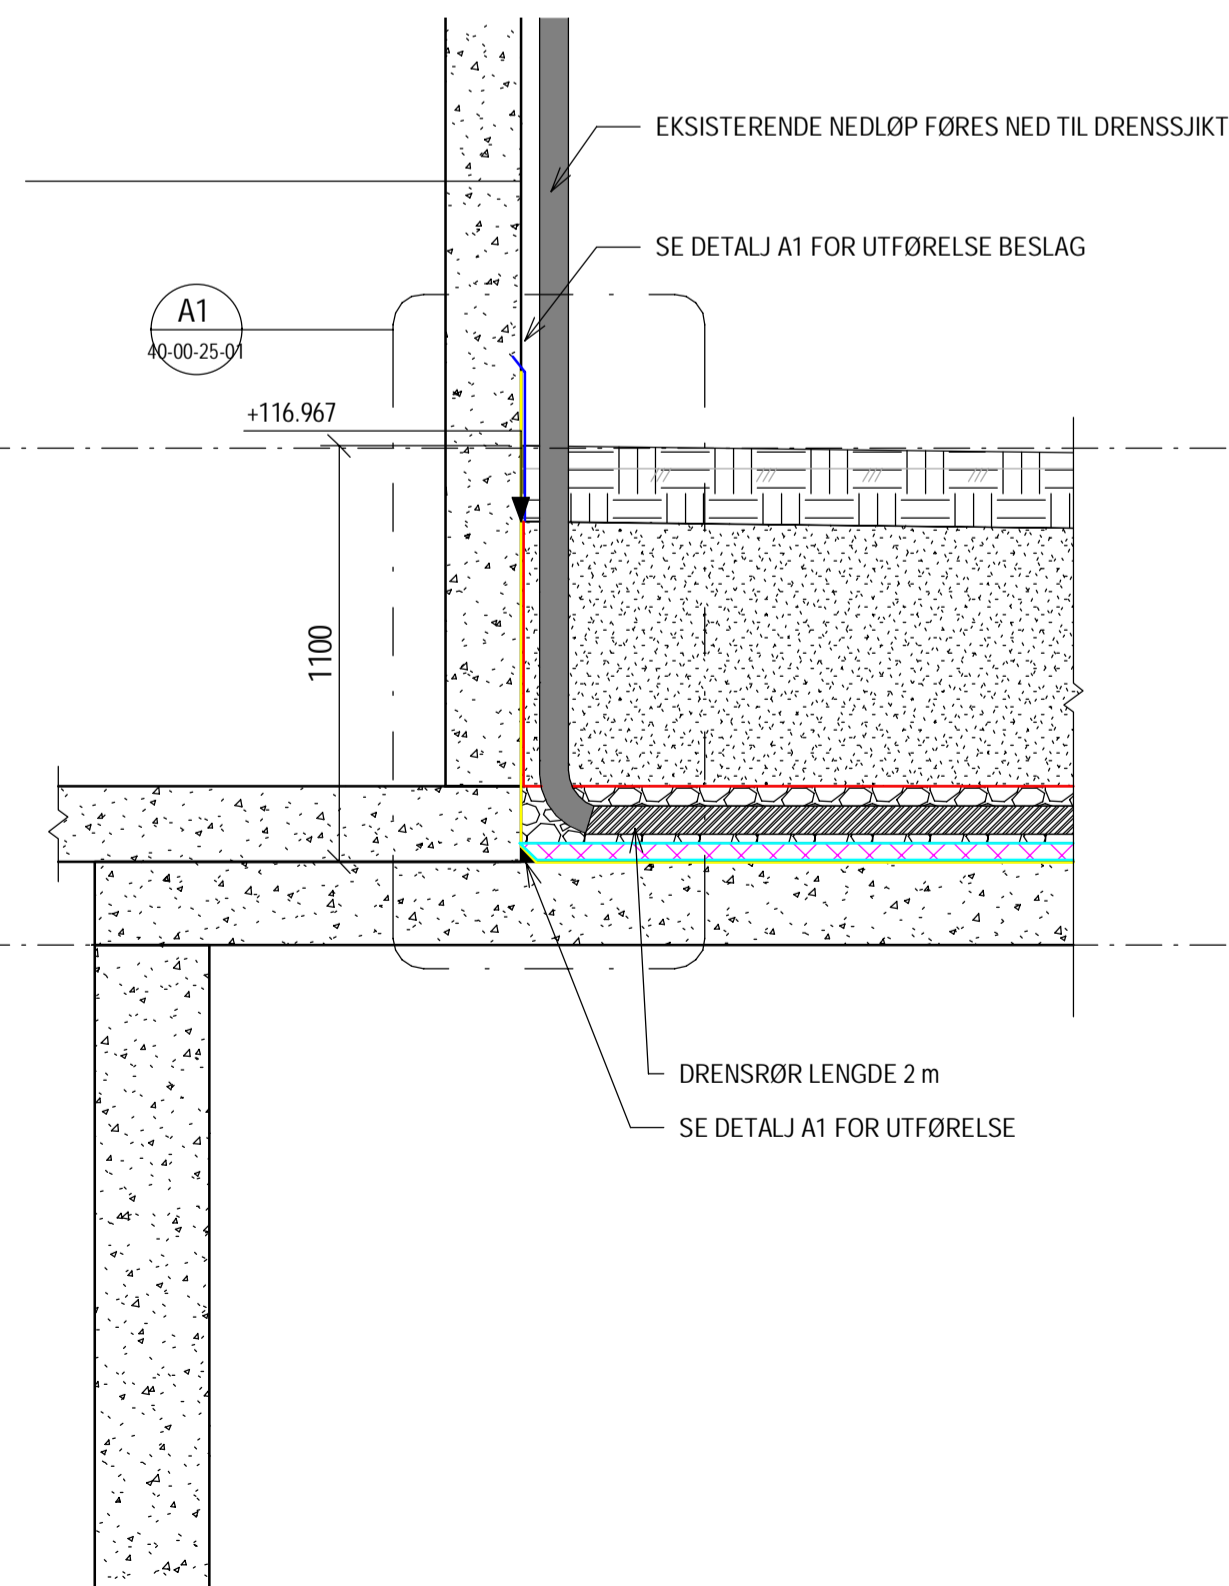 EKSISTERENDE NEDLØP FØRES NED TIL DRENSSJIKT
SE DETALJ A1 FOR UTFØRELSE BESLAG
A1
40-00-25-01
+116.967
1100
DRENSRØR LENGDE 2 m
SE DETALJ A1 FOR UTFØRELSE